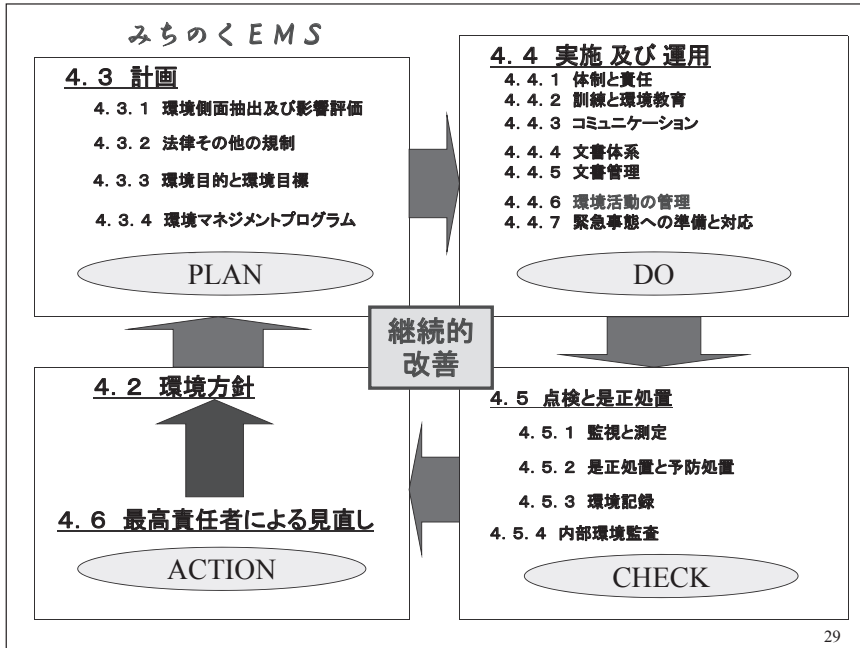 みちのくEMS
4.3 計画
4.3.1 環境側面抽出及び影響評価
4.3.2 法律その他の規制
4.3.3 環境目的と環境目標
4.3.4 環境マネジメントプログラム
PLAN
4.4 実施 及び 運用
4.4.1 体制と責任
4.4.2 訓練と環境教育
4.4.3 コミュニケーション
4.4.4 文書体系
4.4.5 文書管理
4.4.6 環境活動の管理
4.4.7 緊急事態への準備と対応
DO
継続的
改善
4.2 環境方針
4.6 最高責任者による見直し
ACTION
4.5 点検と是正処置
4.5.1 監視と測定
4.5.2 是正処置と予防処置
4.5.3 環境記録
4.5.4 内部環境監査
CHECK
29